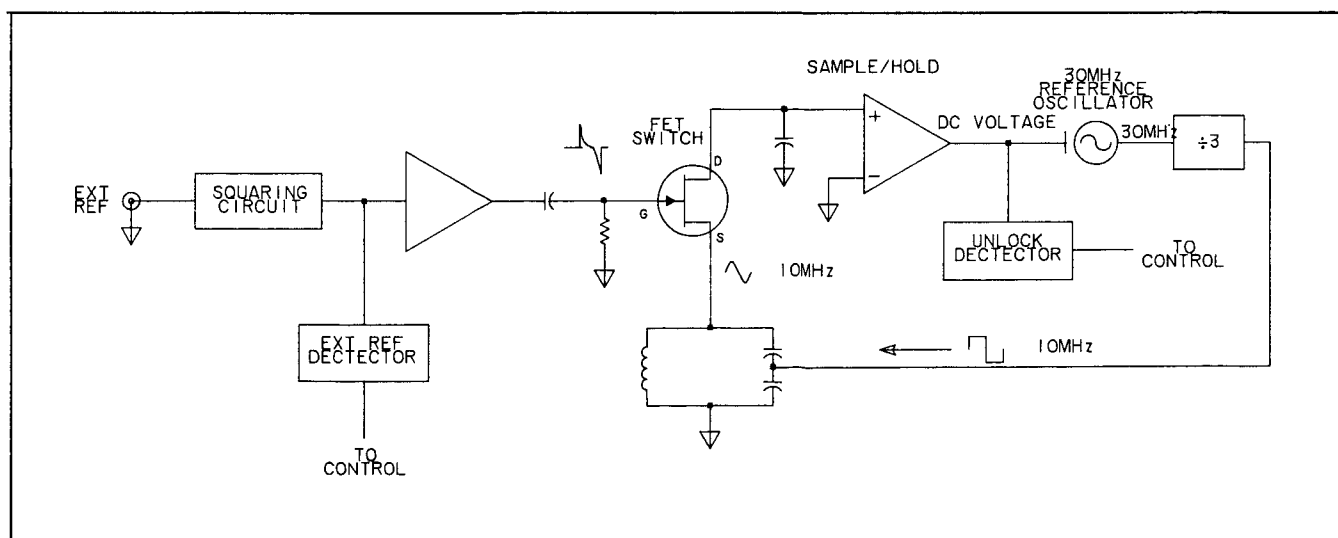 SAMPLE/HOLD
30MHz
REFERENCE
OSCILLATOR
FET
SWITCH
DC VOLTAGE
30MHz
÷3
D
+
EXT
REF
SQUARING
CIRCUIT
G
-
S
UNLOCK
DECTECTOR
TO
CONTROL
10MHz
EXT REF
DECTECTOR
10MHz
TO
CONTROL